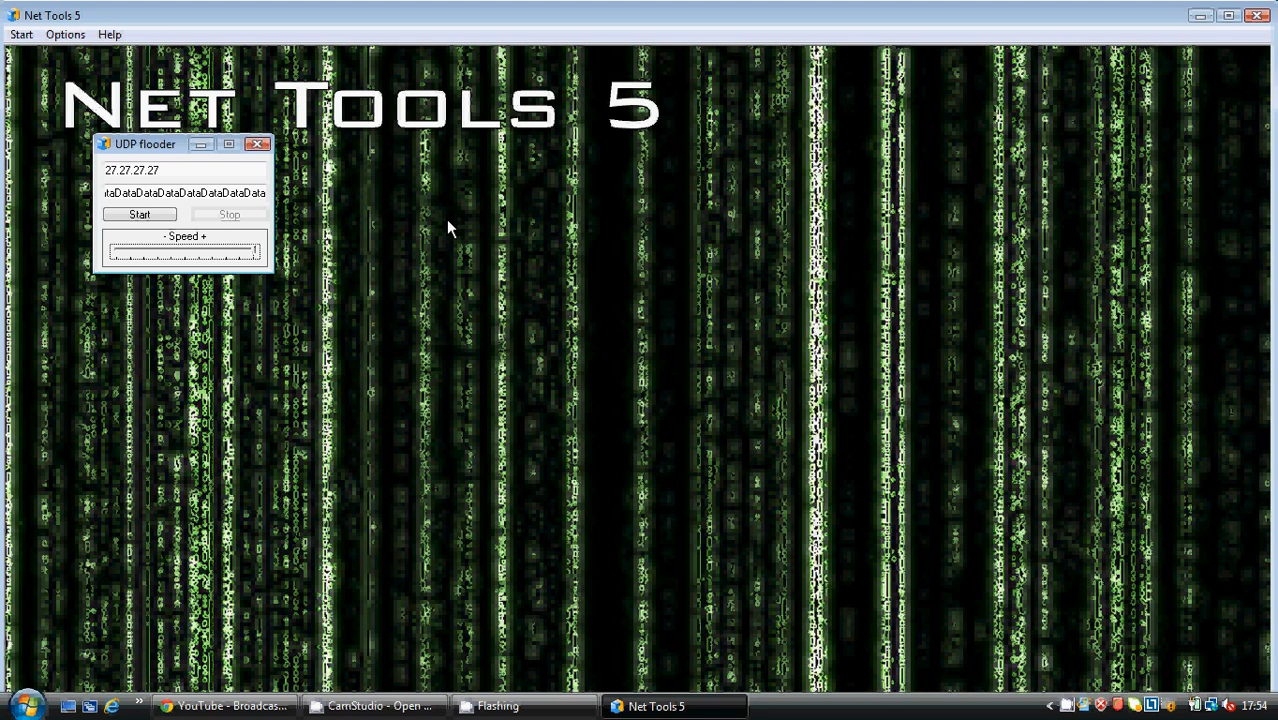 Net Tools 5
Start Options Help
NET TOOLS 5
UDP flooder
27.27.27.27
ıtaDataDataDataDataDataDataData
Start Stop
- Speed +
» YouTube - Broadcas... CamStudio - Open ... Flashing Net Tools 5 < 17:54